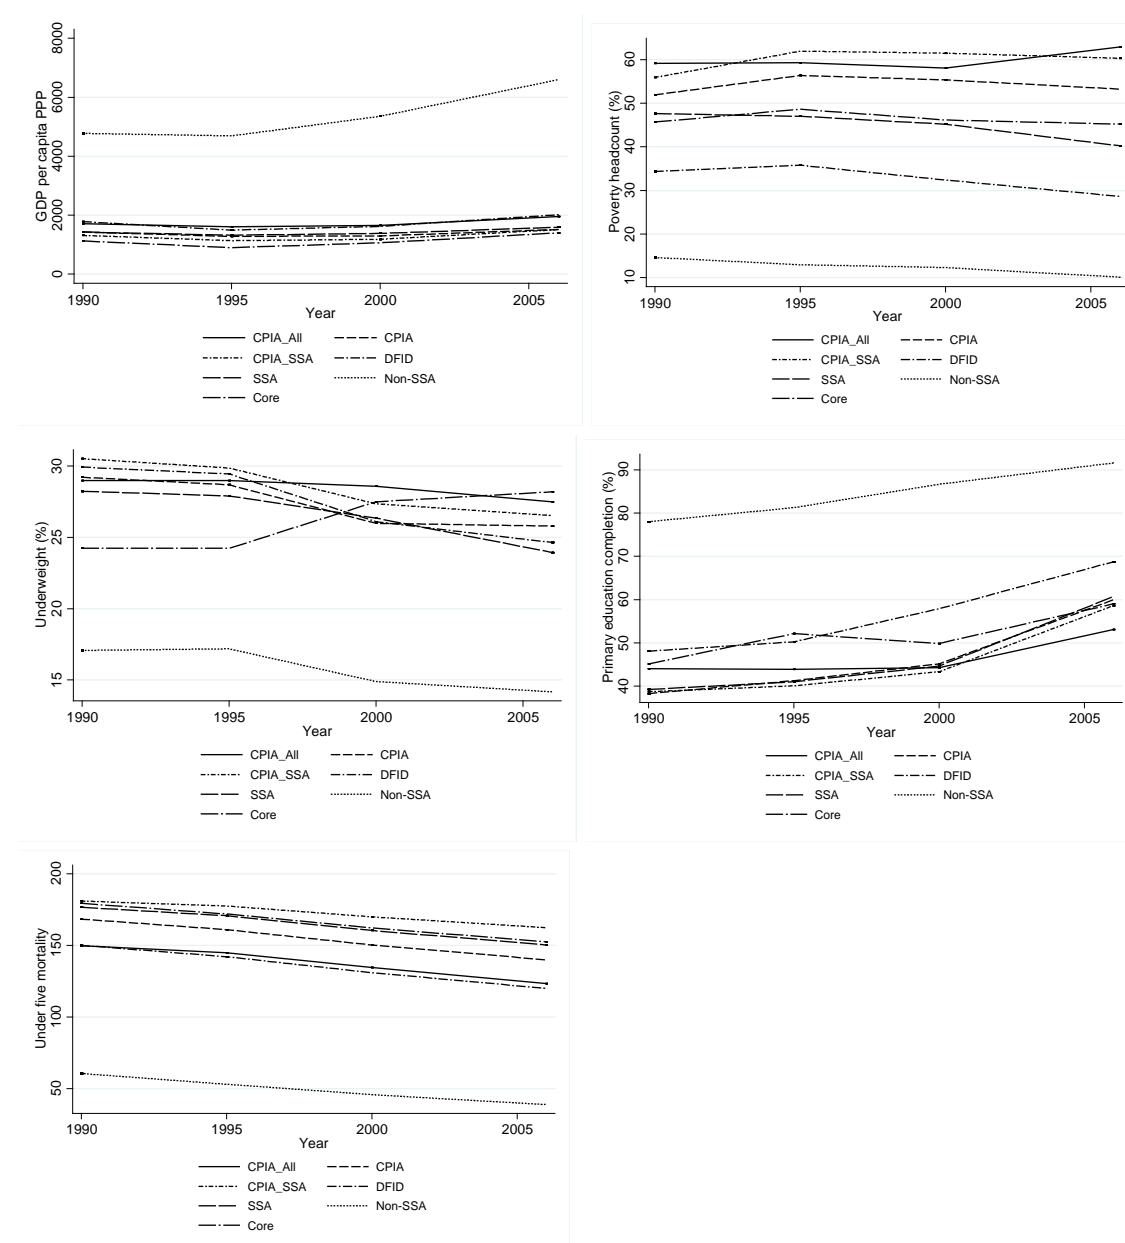 GDP per capita PPP
8000
6000
4000
2000
0
1990 1995 2000 2005
Year
CPIA_All CPIA
CPIA_SSA DFID
SSA Non-SSA
Core
Poverty headcount (%)
60
50
40
30
20
10
1990 1995 2000 2005
Year
CPIA_All CPIA
CPIA_SSA DFID
SSA Non-SSA
Core
Underweight (%)
30
25
20
15
1990 1995 2000 2005
Year
CPIA_All CPIA
CPIA_SSA DFID
SSA Non-SSA
Core
Primary education completion (%)
90
80
70
60
50
40
1990 1995 2000 2005
Year
CPIA_All CPIA
CPIA_SSA DFID
SSA Non-SSA
Core
Under five mortality
200
150
100
50
1990 1995 2000 2005
Year
CPIA_All CPIA
CPIA_SSA DFID
SSA Non-SSA
Core